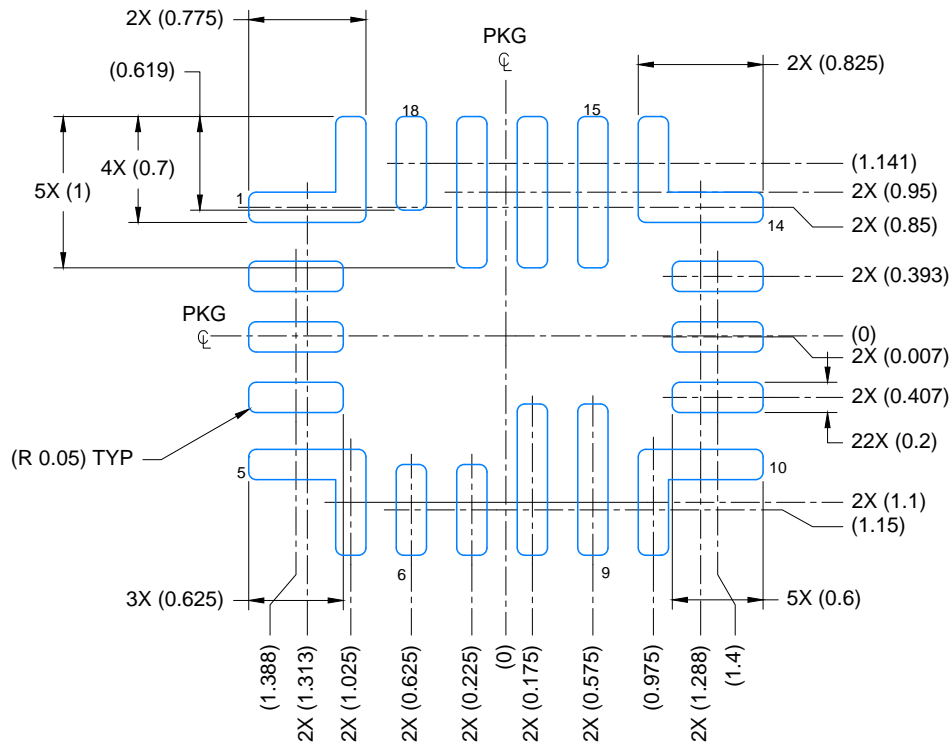 2X (0.775)
PKG
℄
(0.619)
2X (0.825)
18
15
4X (0.7)
(1.141)
5X (1)
2X (0.95)
1
14
2X (0.85)
2X (0.393)
PKG
℄
(0)
2X (0.007)
2X (0.407)
22X (0.2)
(R 0.05) TYP
5
10
2X (1.1)
(1.15)
6
9
3X (0.625)
5X (0.6)
(1.388)
2X (1.313)
2X (1.025)
2X (0.625)
2X (0.225)
(0)
2X (0.175)
2X (0.575)
(0.975)
2X (1.288)
(1.4)